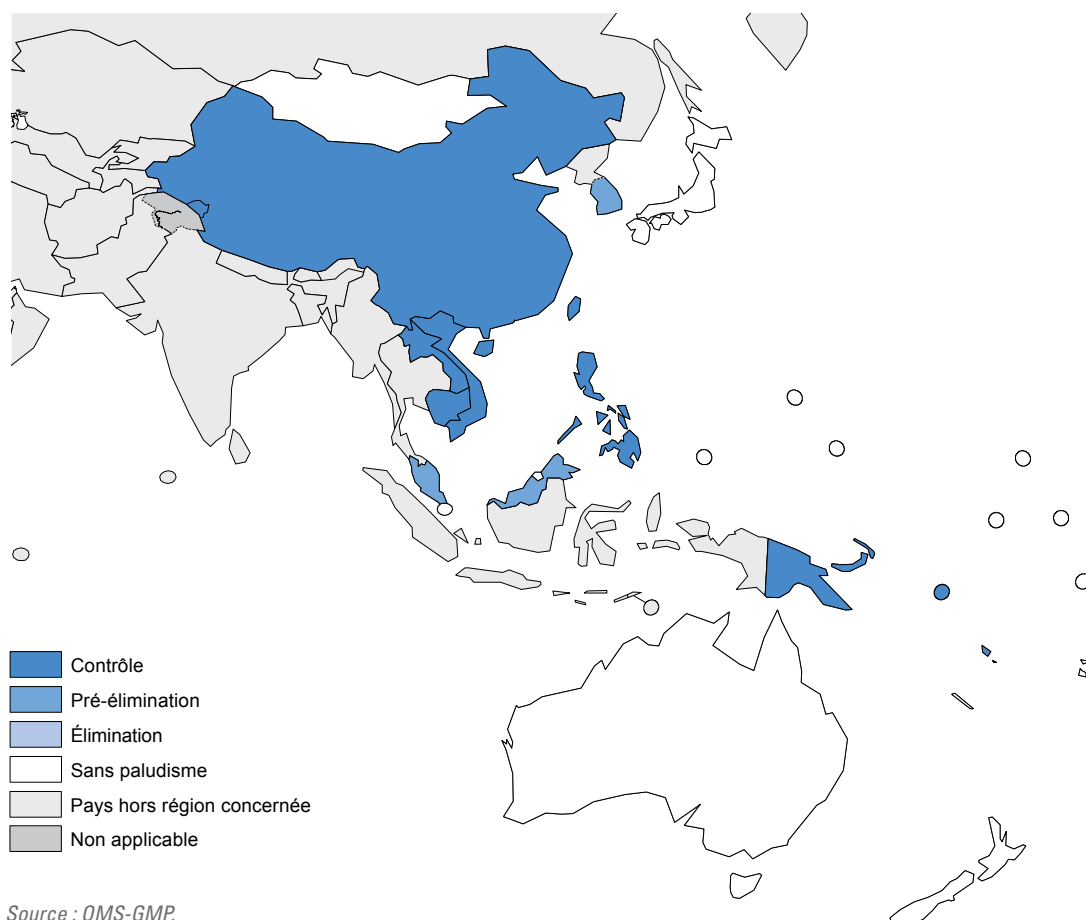 Contrôle
Pré-élimination
Élimination
Sans paludisme
Pays hors région concernée
Non applicable
Source : OMS-GMP.